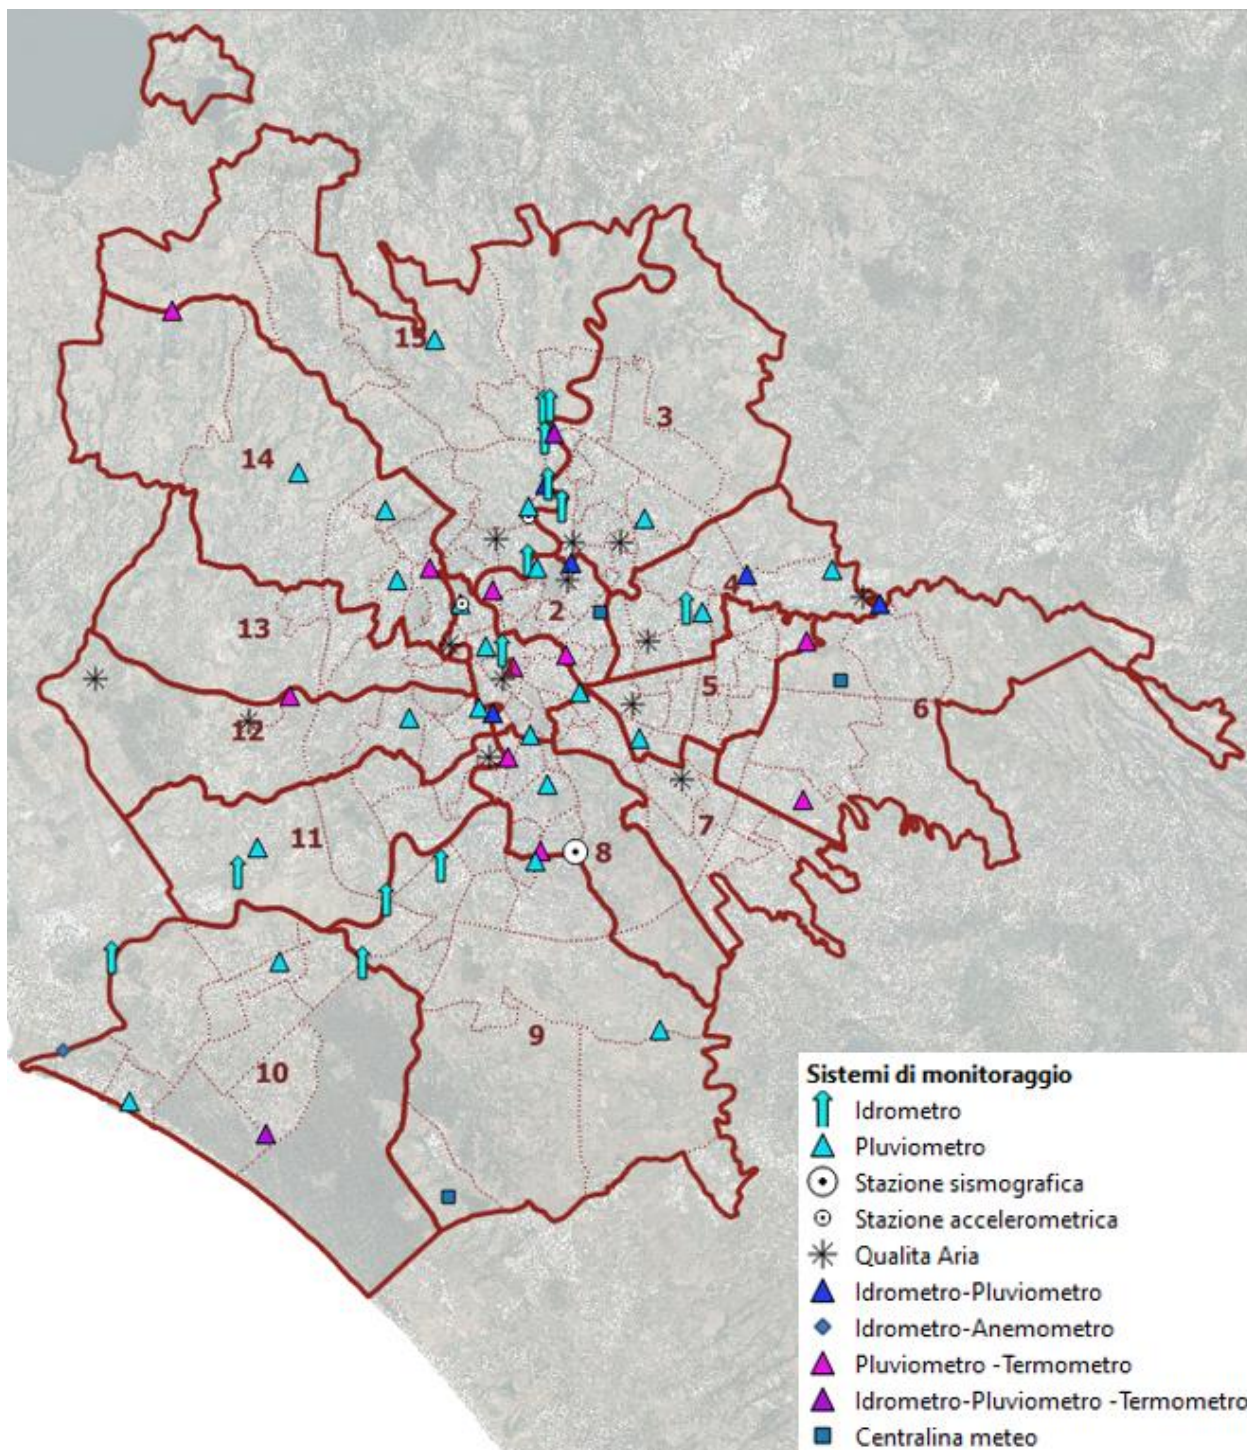 15
3
14
4
2
13
5
6
12
7
11
8
9
10
Sistemi di monitoraggio
Idrometro
Pluviometro
Stazione sismografica
Stazione accelerometrica
Qualita Aria
Idrometro-Pluviometro
Idrometro-Anemometro
Pluviometro -Termometro
Idrometro-Pluviometro -Termometro
Centralina meteo